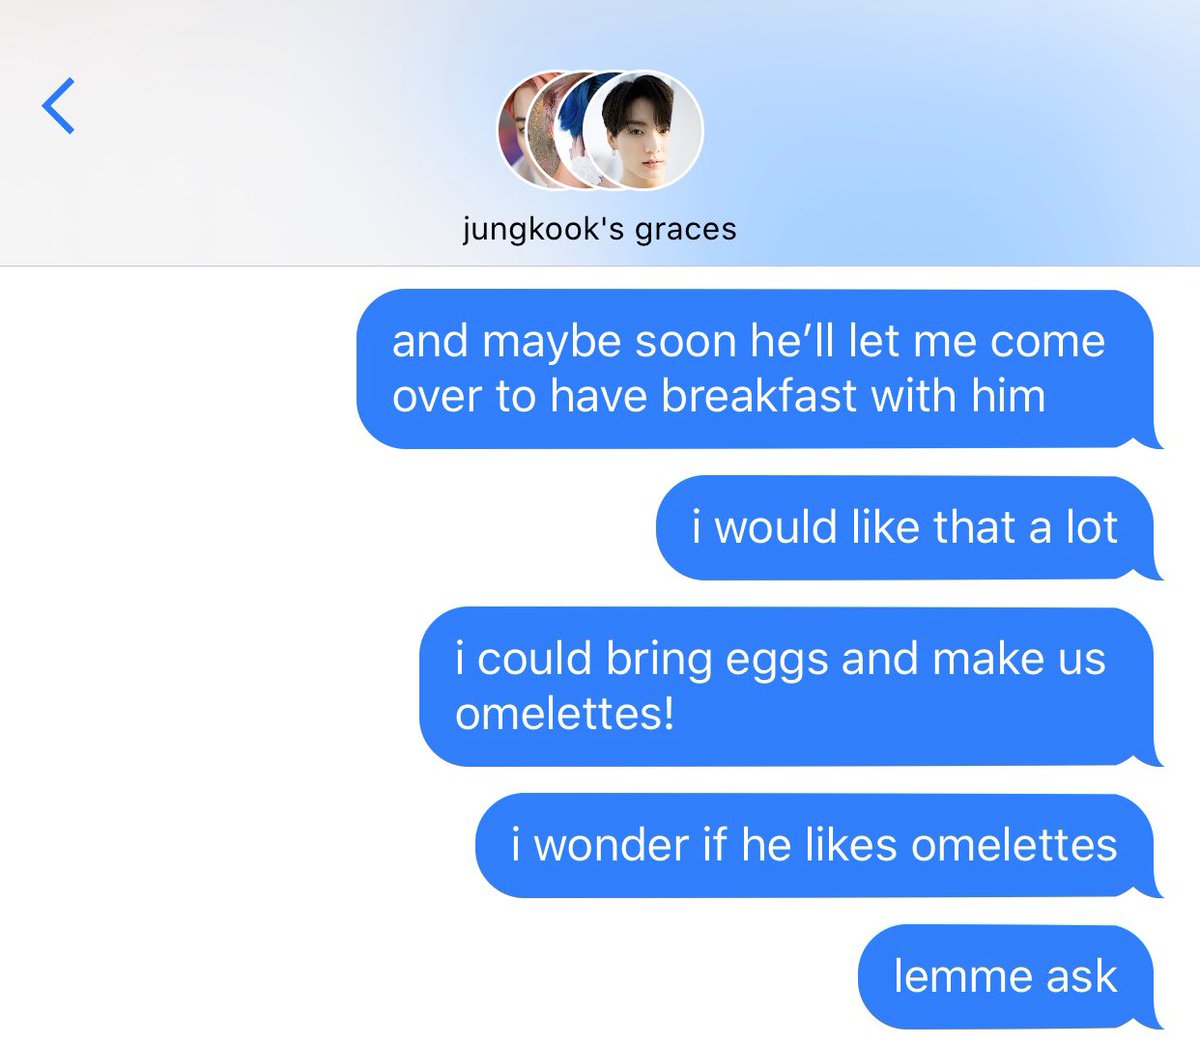 jungkook's graces
and maybe soon he’ll let me come
over to have breakfast with him
i would like that a lot
i could bring eggs and make us
omelettes!
i wonder if he likes omelettes
lemme ask